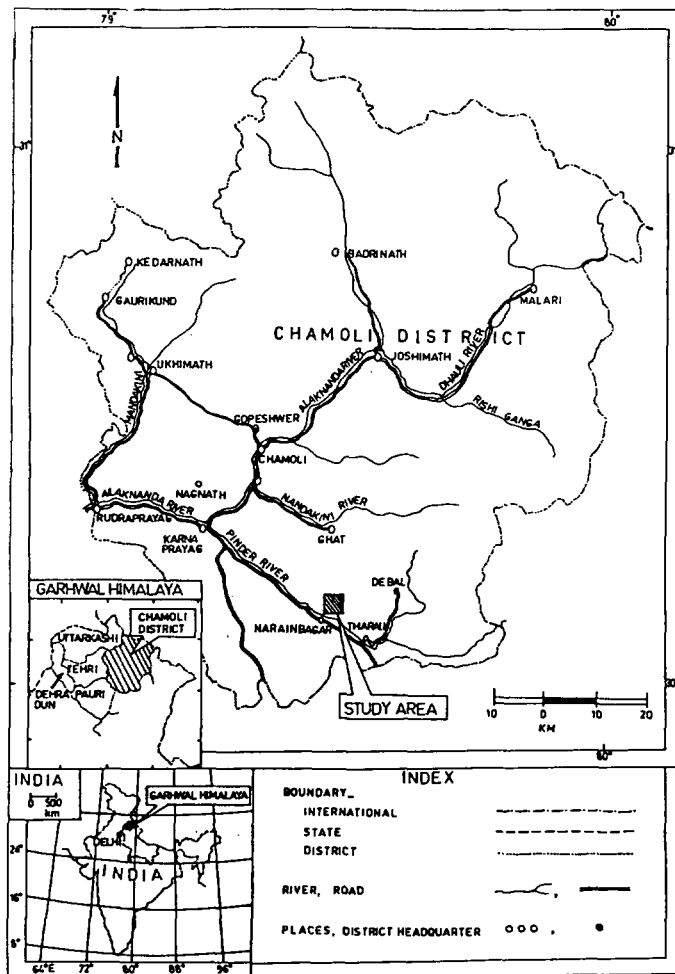 79°
80°
31°
N
KEDARNATH
BADRINATH
GAURIKUND
MALARI
CHAMOLI DISTRICT
UKHIMATH
JOSHIMATH
DHAULI RIVER
MANDAKINI
ALAKNANDA RIVER
RISHI GANGA
GOPESHWER
CHAMOLI
NAGNATH
NANDAKINI RIVER
ALAKNANDA RIVER
RUDRAPRAYAG
KARNA
PRAYAG
GHAT
PINDER RIVER
DEBAL
GARHWAL HIMALAYA
CHAMOLI
DISTRICT
UTTARKASHI
TEHRI
DEHRA
DUN
PAURI
NARAINBAGAR
THARALI
STUDY AREA
30
10 0 10 20
KM
80°
INDIA
0 500
km
GARHWAL HIMALAYA
DELHI
INDIA
24°
16°
8°
64°E 72° 80° 88° 96°
INDEX
BOUNDARY_
INTERNATIONAL
STATE
DISTRICT
RIVER, ROAD ,
PLACES, DISTRICT HEADQUARTER ,